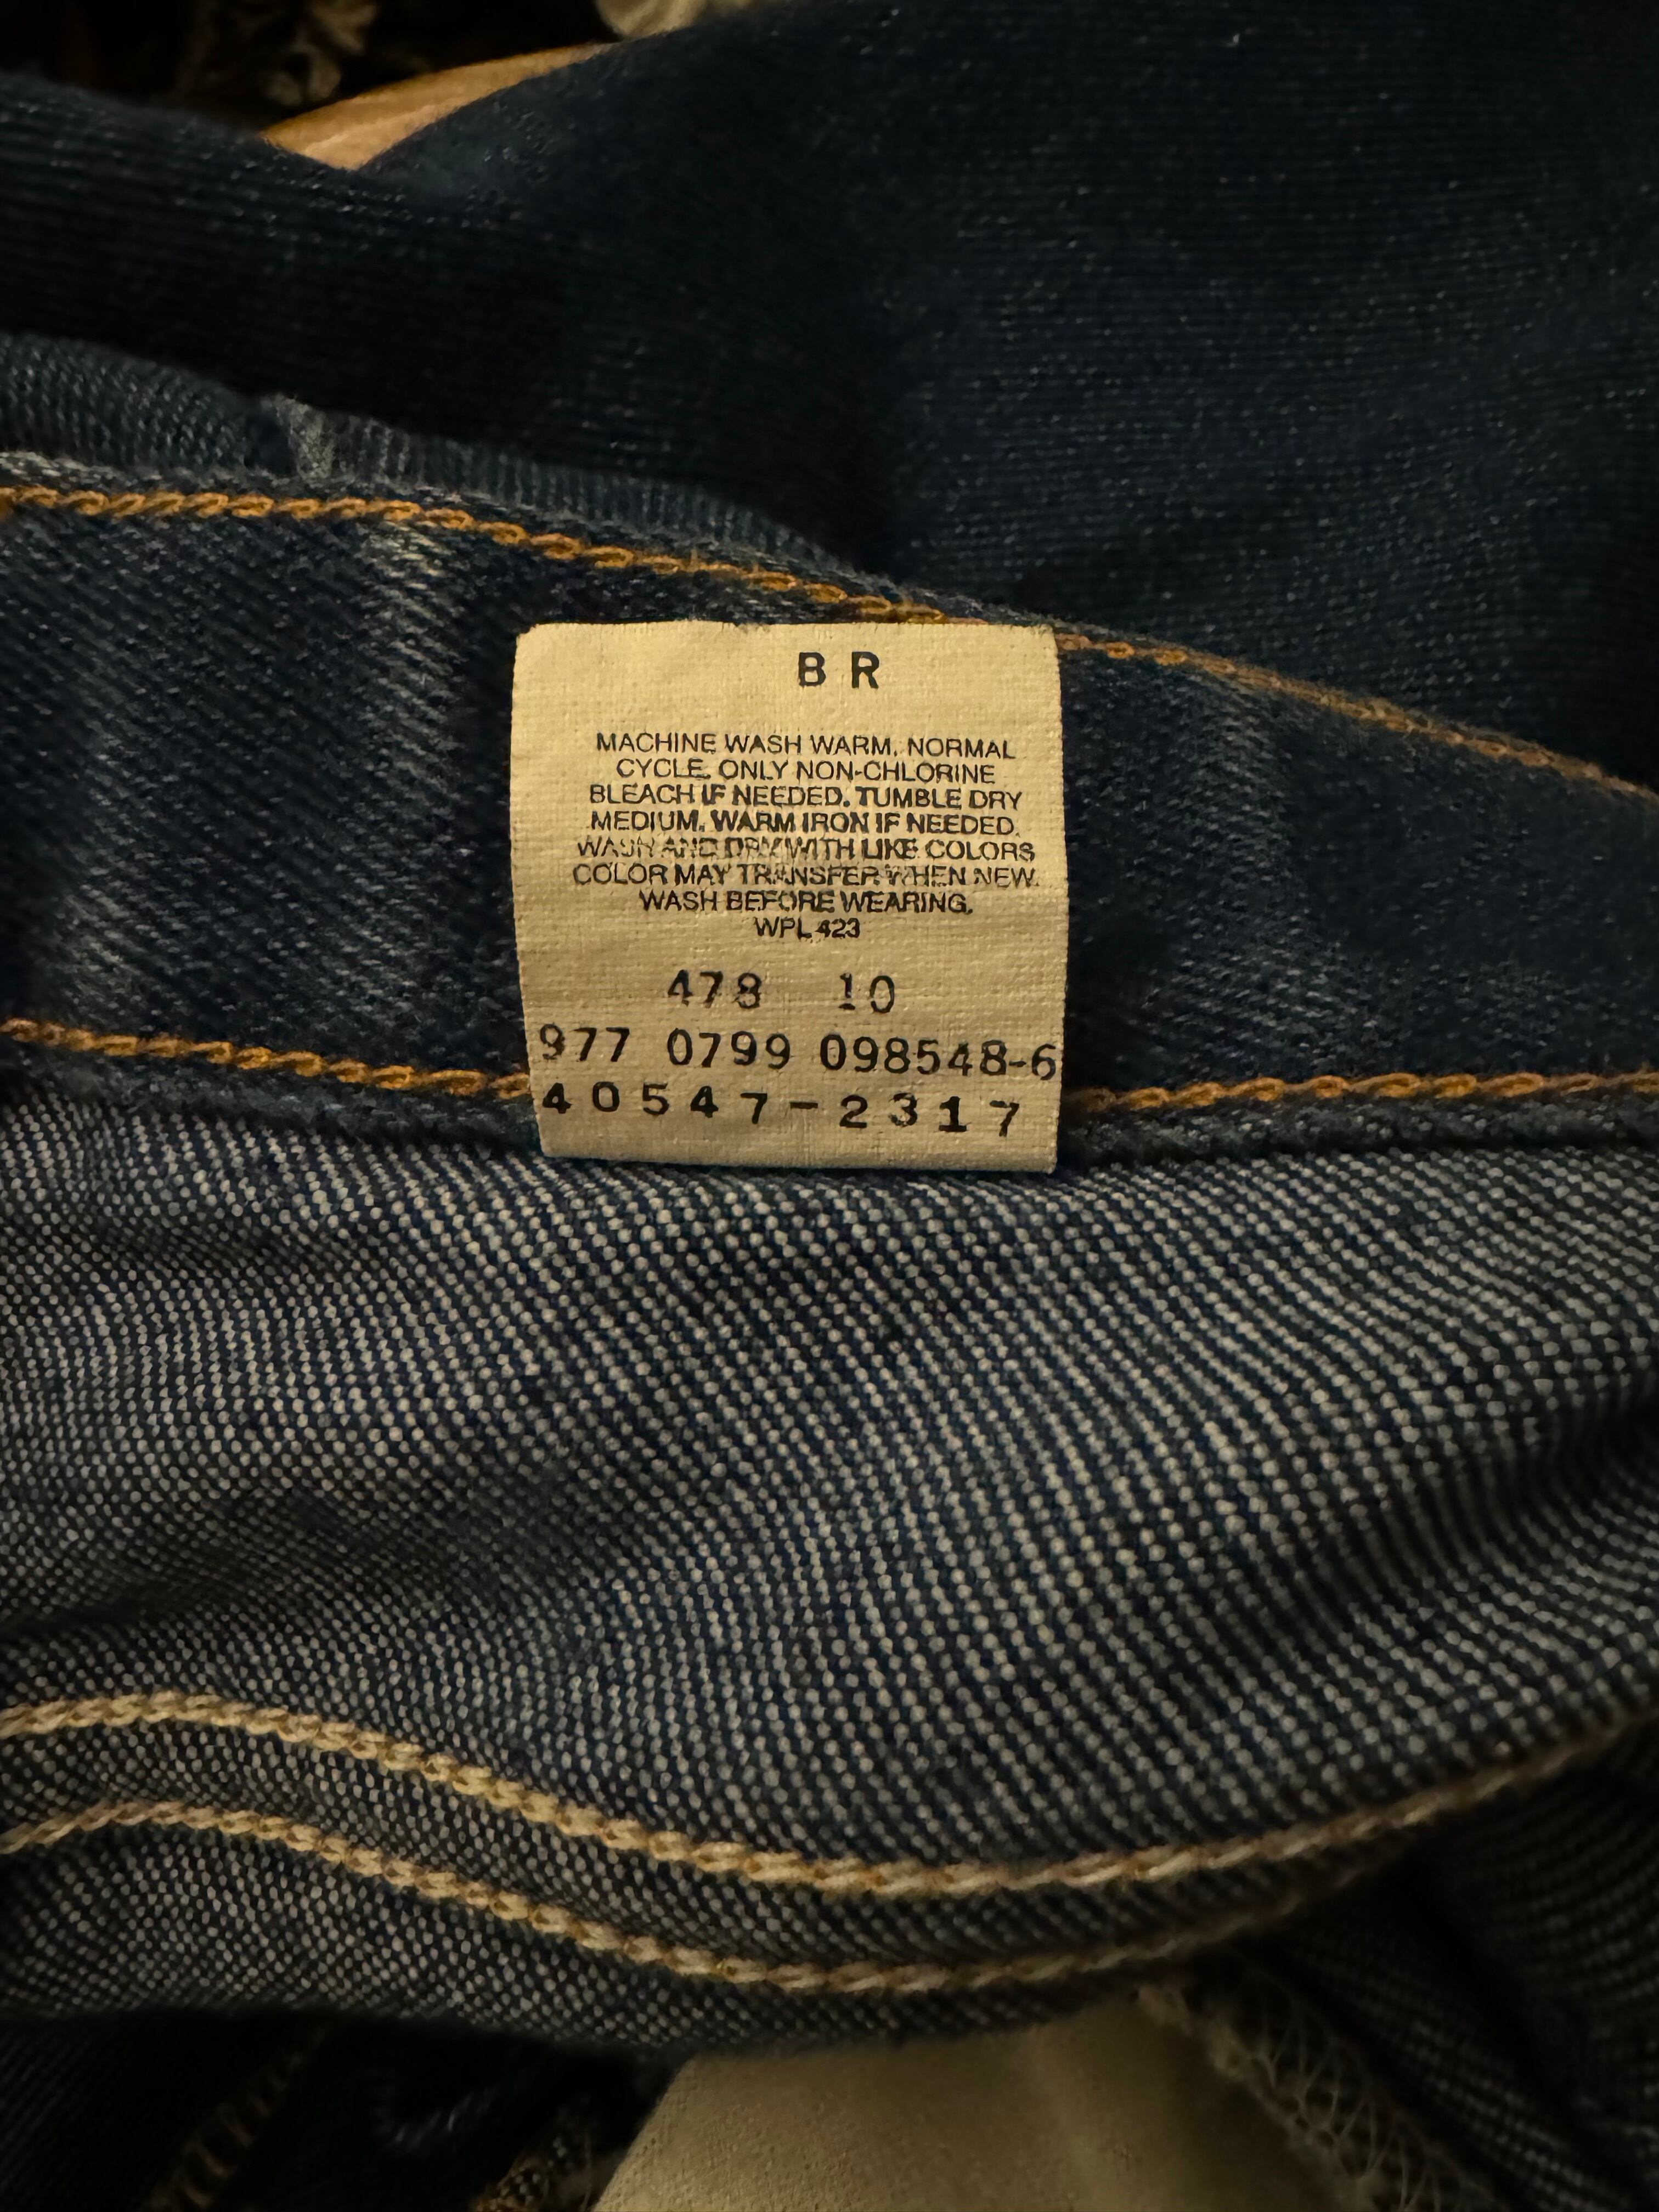 B R
MACHINE WASH WARM, NORMAL
CYCLE. ONLY NON-CHLORINE
BLEACH IF NEEDED. TUMBLE DRY
MEDIUM. WARM IRON IF NEEDED.
WASH AND DRY WITH LIKE COLORS
COLOR MAY TRANSFER WHEN NEW.
WASH BEFORE WEARING.
WPL 423
478 10
977 0799 098548-6
40547-2317